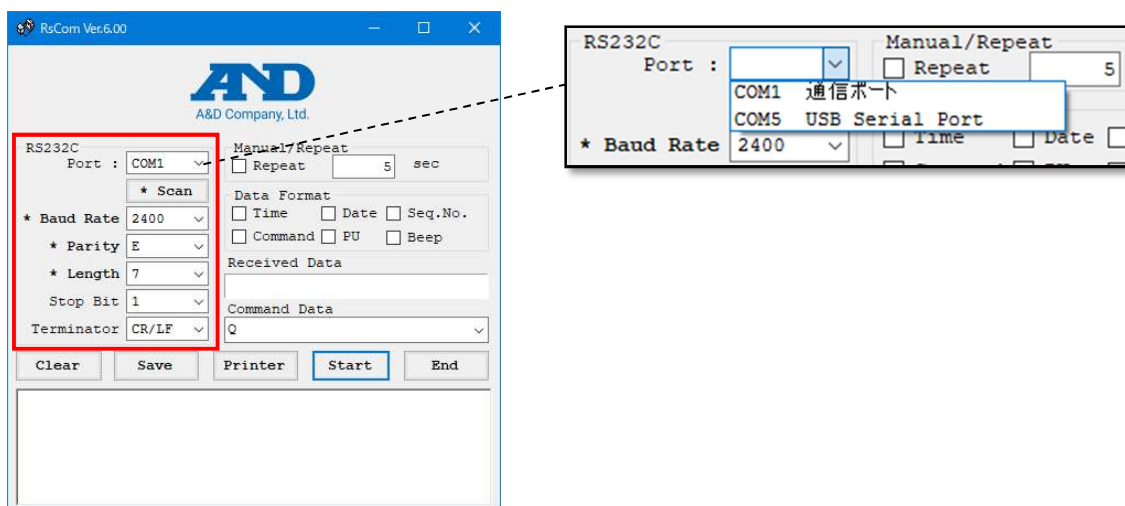 RsCom Ver.6.00
AND
A&D Company, Ltd.
RS232C
Port : COM1
* Scan
* Baud Rate 2400
* Parity E
* Length 7
Stop Bit 1
Terminator CR/LF
Manual/Repeat
Repeat 5 sec
Data Format
Time Date Seq.No.
Command PU Beep
Received Data
Command Data
Q
Clear Save Printer Start End
RS232C
Port :
COM1 通信ポート
COM5 USB Serial Port
* Baud Rate 2400
Manual/Repeat
Repeat 5
Time Date